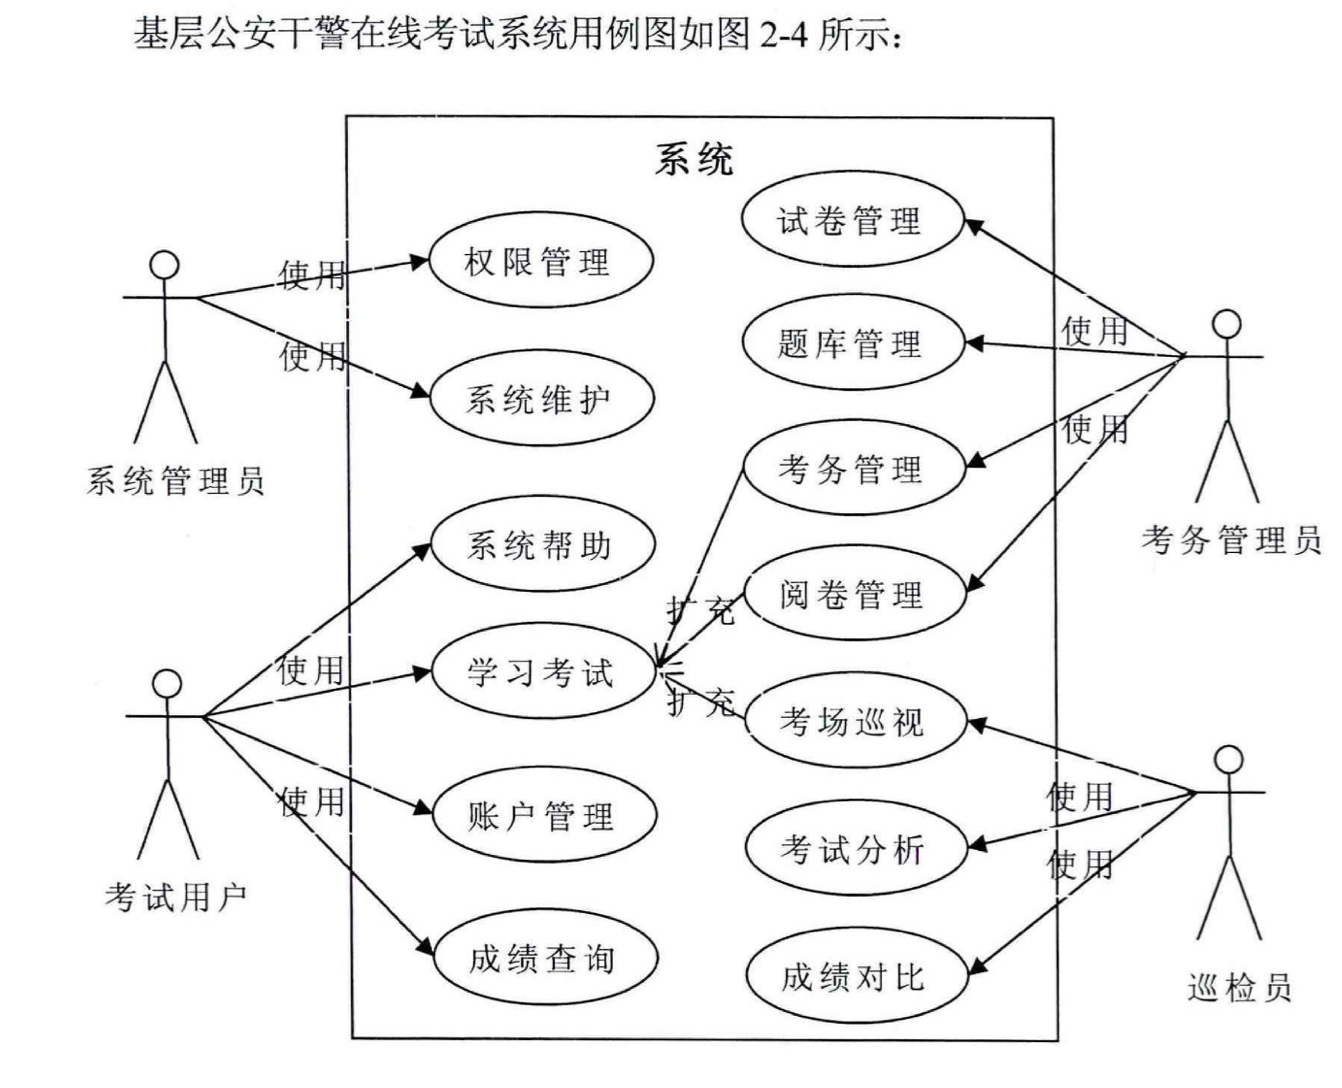 基层公安干警在线考试系统用例图如图 2-4 所示：
系统
试卷管理
权限管理
使用
题库管理
使用
使用
系统维护
使用
考务管理
系统管理员
系统帮助
考务管理员
阅卷管理
扩充
使用
学习考试
扩充
考场巡视
使用
使用
账户管理
考试分析
使用
考试用户
成绩查询
成绩对比
巡检员